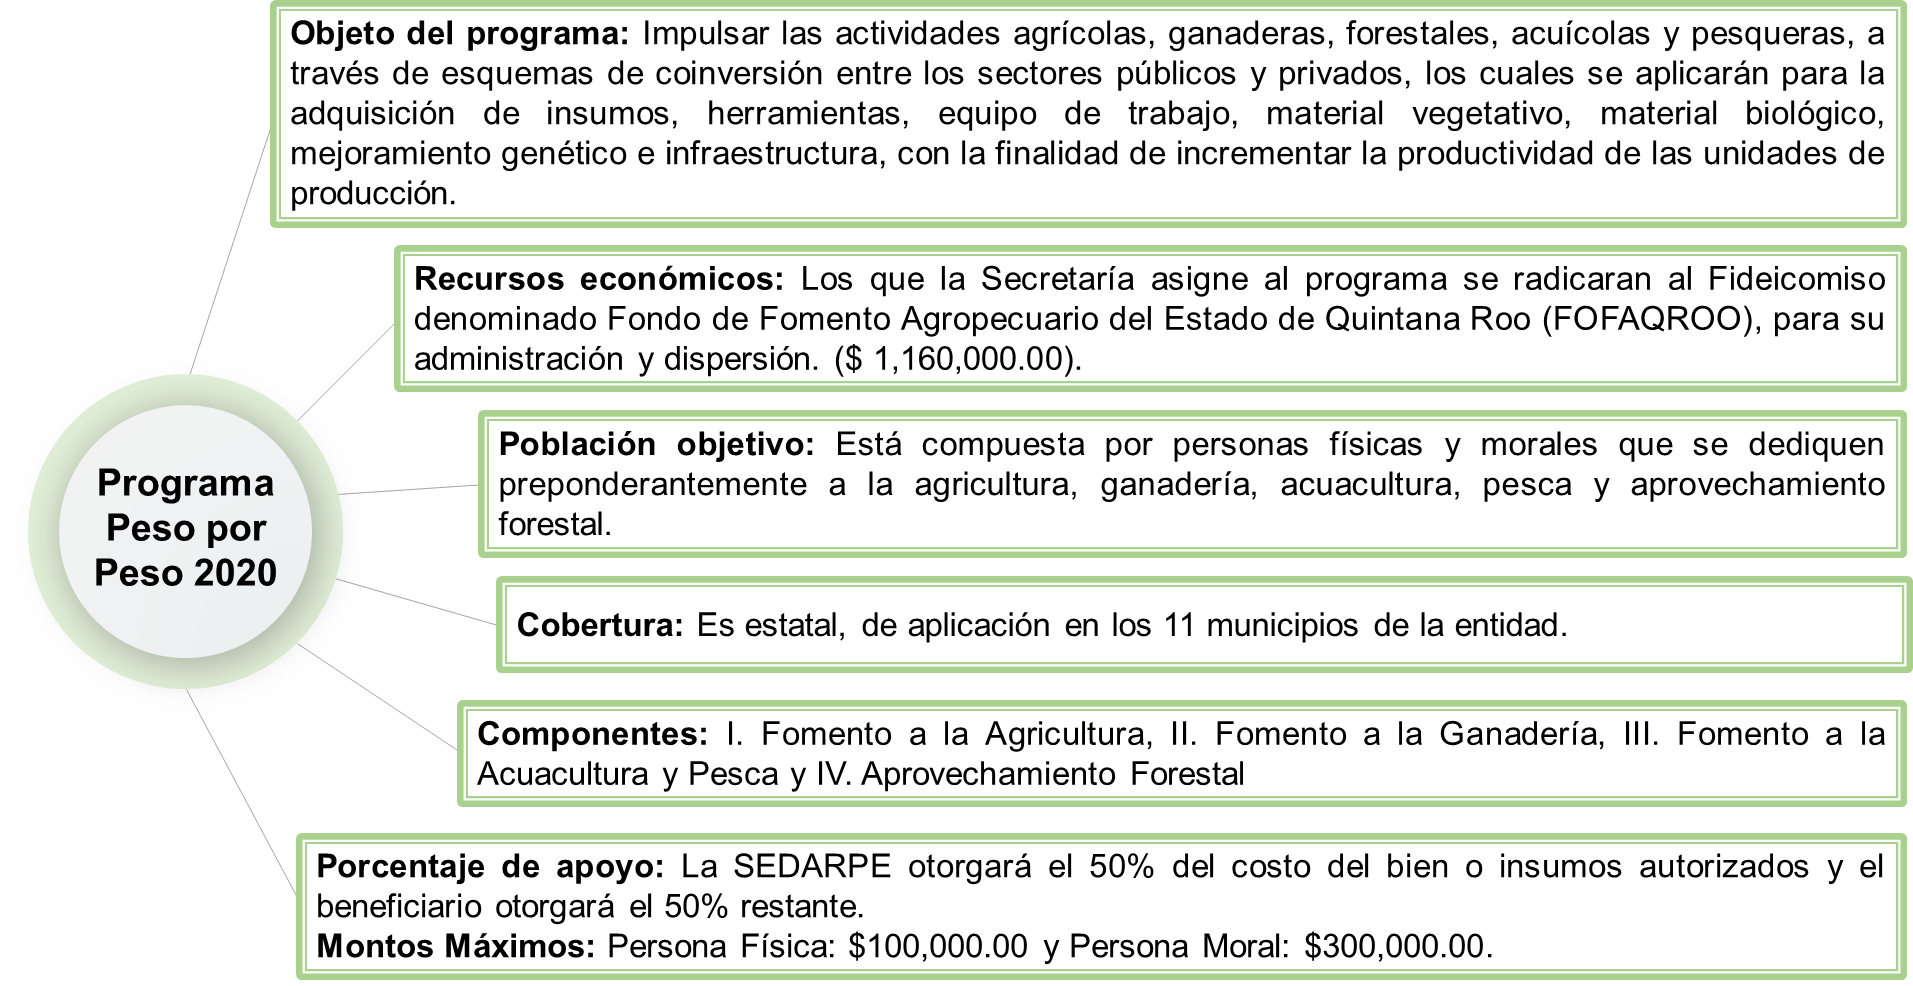 Objeto del programa: Impulsar las actividades agrícolas, ganaderas, forestales, acuícolas y pesqueras, a
través de esquemas de coinversión entre los sectores públicos y privados, los cuales se aplicarán para la
adquisición de insumos, herramientas, equipo de trabajo, material vegetativo, material biológico,
mejoramiento genético e infraestructura, con la finalidad de incrementar la productividad de las unidades de
producción.
Recursos económicos: Los que la Secretaría asigne al programa se radicaran al Fideicomiso
denominado Fondo de Fomento Agropecuario del Estado de Quintana Roo (FOFAQROO), para su
administración y dispersión. ($ 1,160,000.00).
Población objetivo: Está compuesta por personas físicas y morales que se dediquen
preponderantemente a la agricultura, ganadería, acuacultura, pesca y aprovechamiento
forestal.
Programa
Peso por
Peso 2020
Cobertura: Es estatal, de aplicación en los 11 municipios de la entidad.
Componentes: I. Fomento a la Agricultura, II. Fomento a la Ganadería, III. Fomento a la
Acuacultura y Pesca y IV. Aprovechamiento Forestal
Porcentaje de apoyo: La SEDARPE otorgará el 50% del costo del bien o insumos autorizados y el
beneficiario otorgará el 50% restante.
Montos Máximos: Persona Física: $100,000.00 y Persona Moral: $300,000.00.